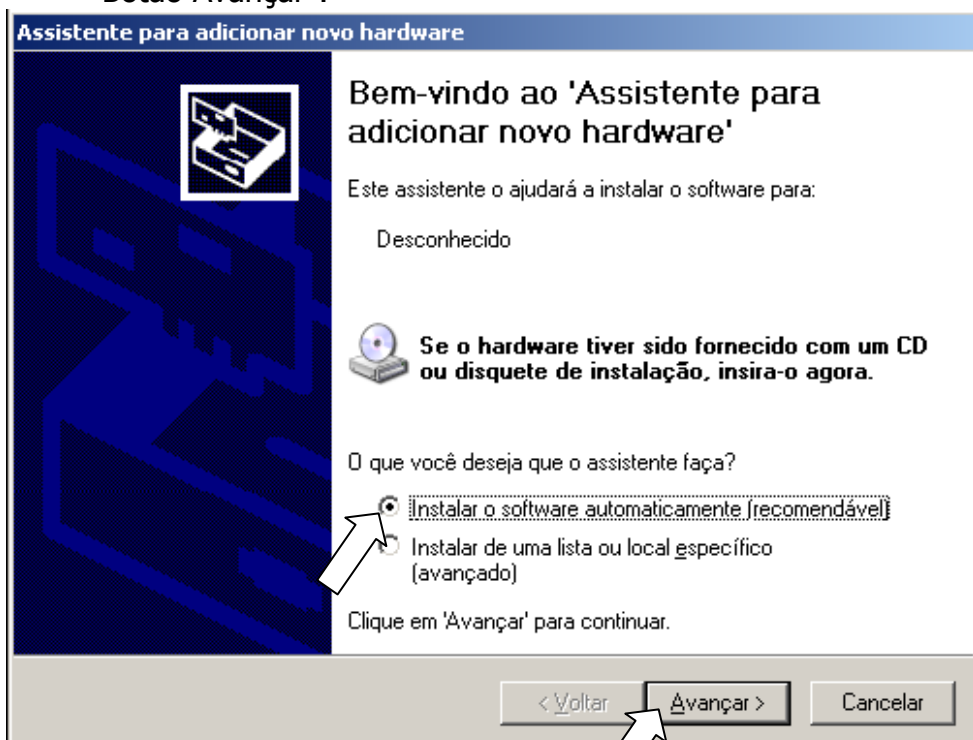 Botão Avançar .
Assistente para adicionar novo hardware
Bem-vindo ao 'Assistente para
adicionar novo hardware'
Este assistente o ajudará a instalar o software para:
Desconhecido
Se o hardware tiver sido fornecido com um CD
ou disquete de instalação, insira-o agora.
O que você deseja que o assistente faça?
Instalar o software automaticamente (recomendável)
Instalar de uma lista ou local específico
(avançado)
Clique em 'Avançar' para continuar.
< Voltar
Avançar >
Cancelar